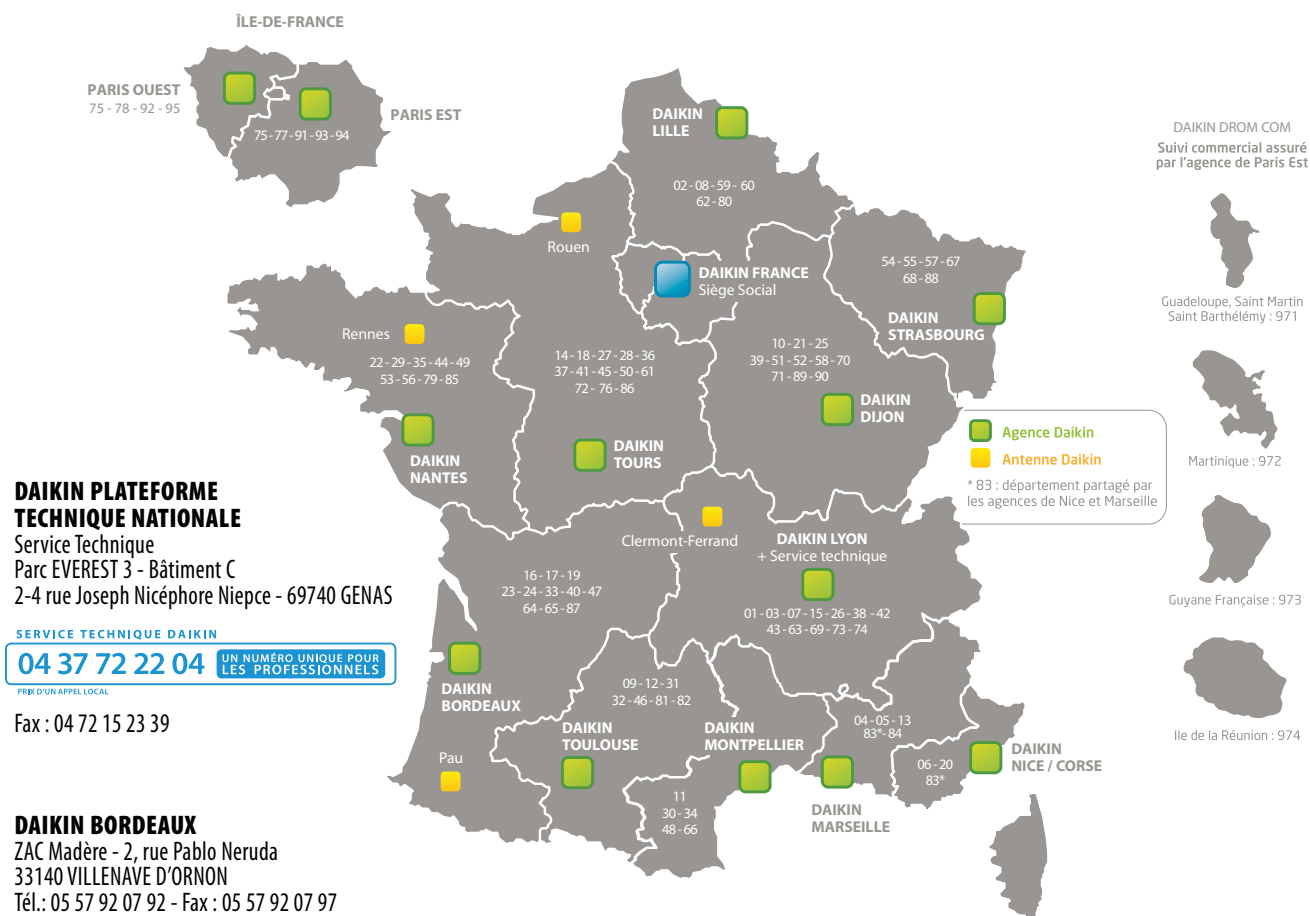 ÎLE-DE-FRANCE
PARIS OUEST
75 - 78 - 92 - 95
PARIS EST
75 - 77 - 91 - 93 - 94
DAIKIN
LILLE
02 - 08 - 59 - 60
62 - 80
Rouen
DAIKIN FRANCE
Siège Social
54 - 55 - 57 - 67
68 - 88
DAIKIN
STRASBOURG
Rennes
22 - 29 - 35 - 44 - 49
53 - 56 - 79 - 85
DAIKIN
NANTES
14 - 18 - 27 - 28 - 36
37 - 41 - 45 - 50 - 61
72 - 76 - 86
DAIKIN
TOURS
10 - 21 - 25
39 - 51 - 52 - 58 - 70
71 - 89 - 90
DAIKIN
DIJON
Agence Daikin
Antenne Daikin
* 83 : département partagé par
les agences de Nice et Marseille
Clermont-Ferrand
DAIKIN LYON
+ Service technique
01 - 03 - 07 - 15 - 26 - 38 - 42
43 - 63 - 69 - 73 - 74
16 - 17 - 19
23 - 24 - 33 - 40 - 47
64 - 65 - 87
DAIKIN
BORDEAUX
Pau
09 - 12 - 31
32 - 46 - 81 - 82
DAIKIN
TOULOUSE
DAIKIN
MONTPELLIER
11
30 - 34
48 - 66
04 - 05 - 13
83* - 84
DAIKIN
MARSEILLE
06 - 20
83*
DAIKIN
NICE / CORSE
DAIKIN DROM COM
Suivi commercial assuré
par l'agence de Paris Est
Guadeloupe, Saint Martin
Saint Barthélémy : 971
Martinique : 972
Guyane Française : 973
Ile de la Réunion : 974
DAIKIN PLATEFORME
TECHNIQUE NATIONALE
Service Technique
Parc EVEREST 3 - Bâtiment C
2-4 rue Joseph Nicéphore Niepce - 69740 GENAS
SERVICE TECHNIQUE DAIKIN
04 37 72 22 04
UN NUMÉRO UNIQUE POUR
LES PROFESSIONNELS
PRIX D'UN APPEL LOCAL
Fax : 04 72 15 23 39
DAIKIN BORDEAUX
ZAC Madère - 2, rue Pablo Neruda
33140 VILLENAVE D'ORNON
Tél.: 05 57 92 07 92 - Fax : 05 57 92 07 97